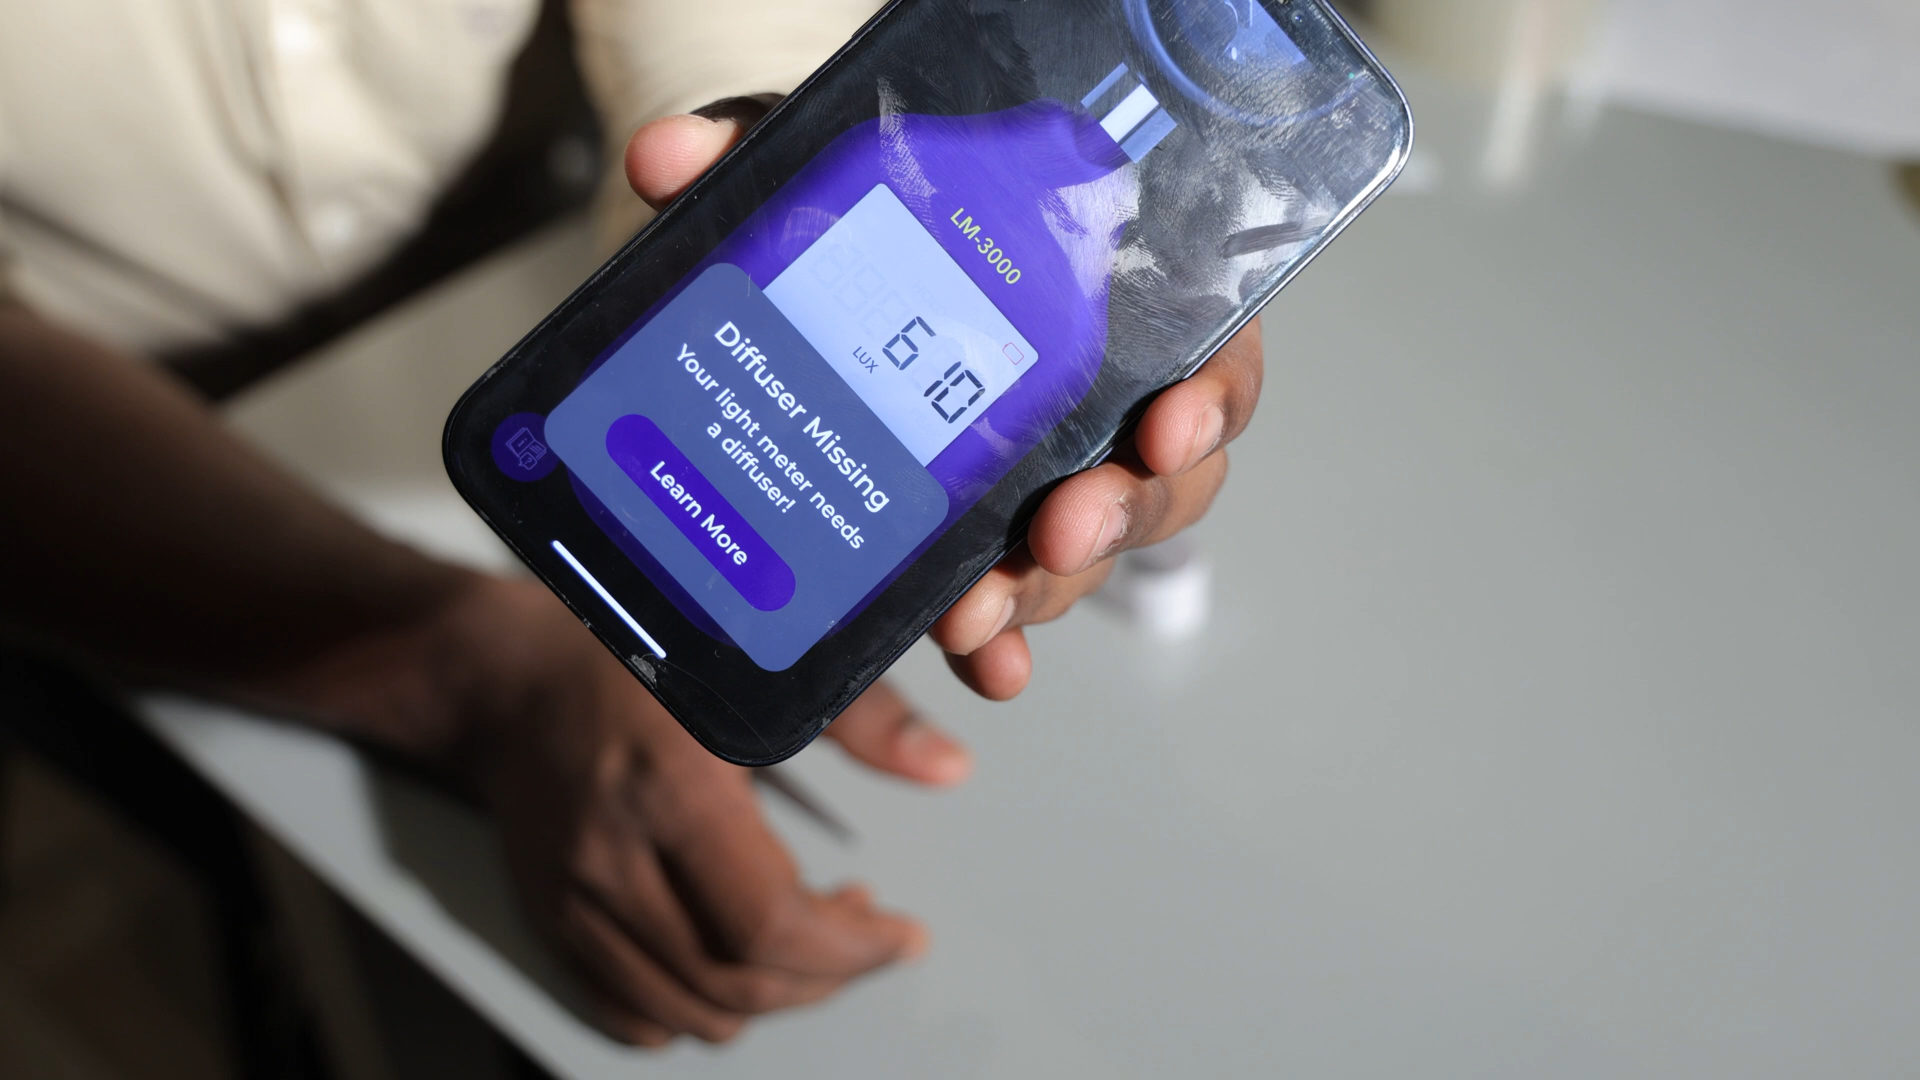 LM-3000
610
LUX
Diffuser Missing
Your light meter needs
a diffuser!
Learn More